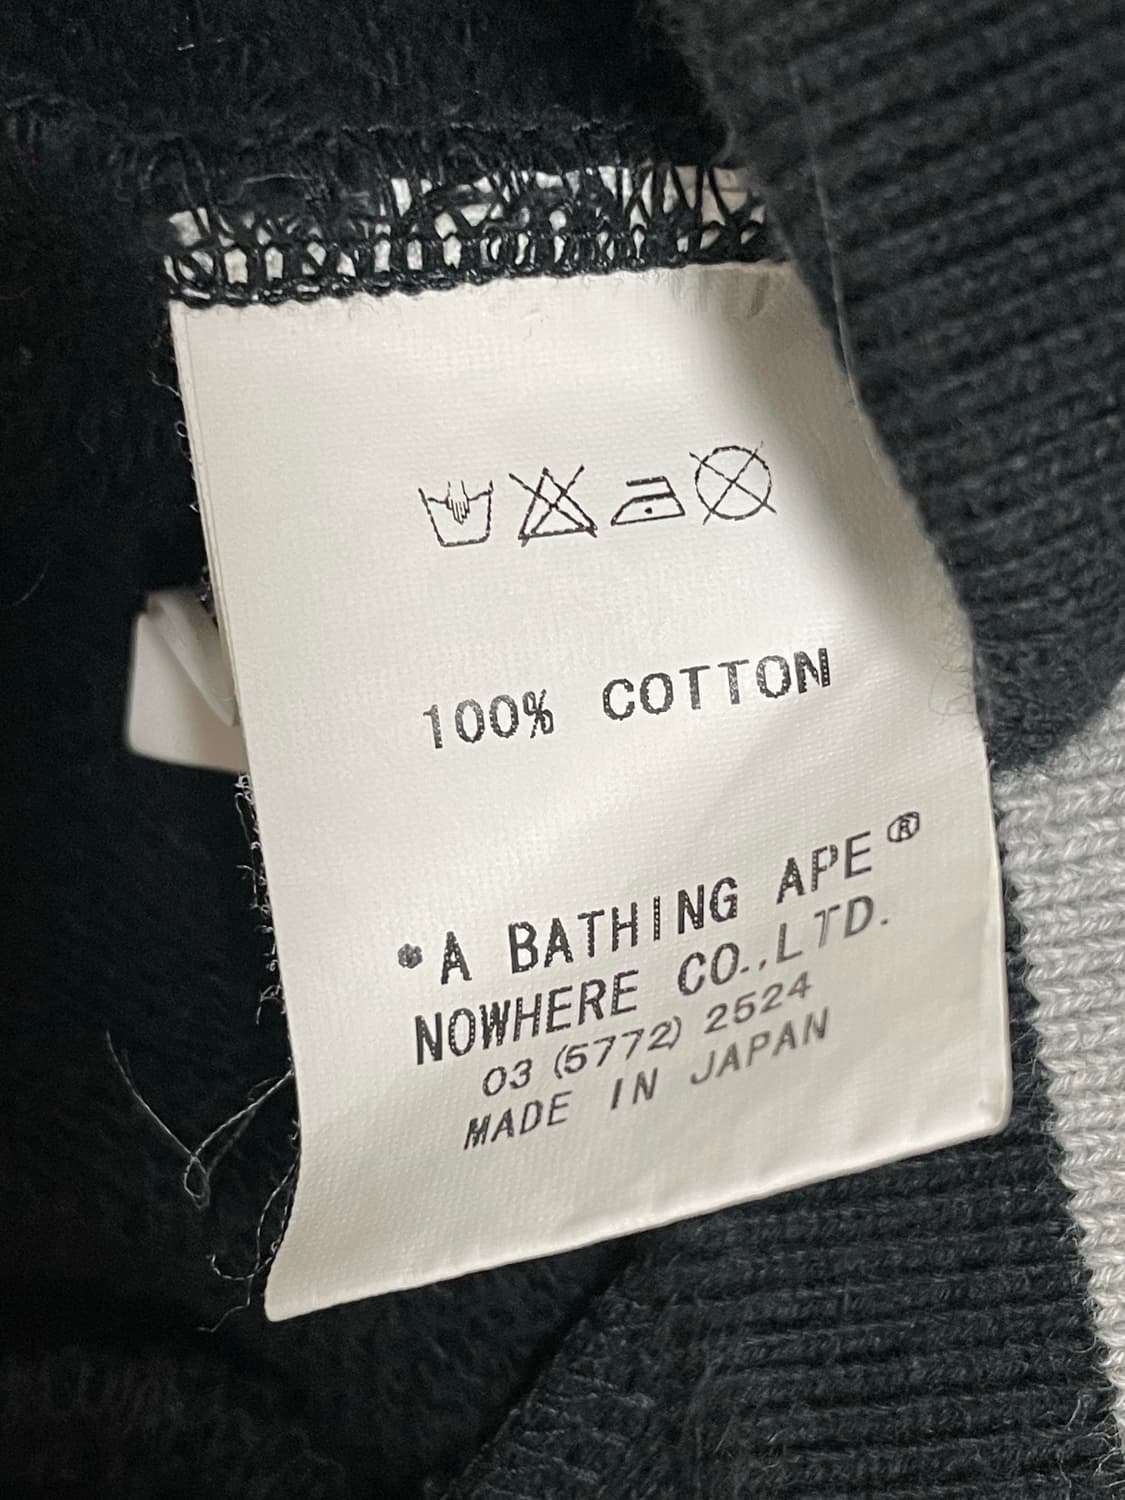 100% COTTON
*A BATHING APE®
NOWHERE CO.,LTD.
03 (5772) 2524
MADE IN JAPAN